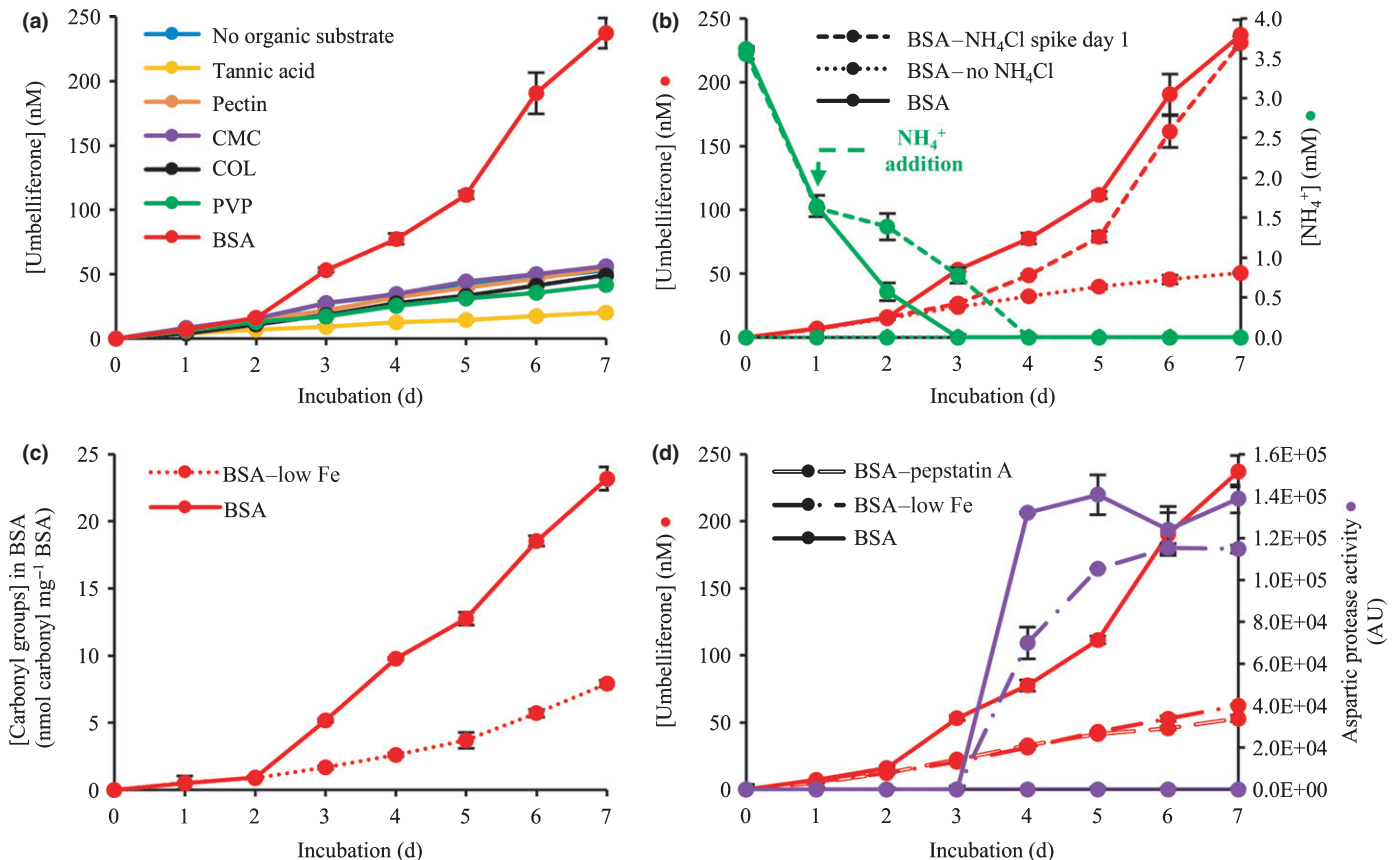 (a)
250
200
150
100
50
0
[Umbelliferone] (nM)
No organic substrate
Tannic acid
Pectin
CMC
COL
PVP
BSA
0 1 2 3 4 5 6 7
Incubation (d)
(b)
250
200
150
100
50
0
[Umbelliferone] (nM)
BSA–NH₄Cl spike day 1
BSA–no NH₄Cl
BSA
NH₄⁺
addition
4.0
3.5
3.0
2.5
2.0
1.5
1.0
0.5
0.0
[NH₄⁺] (mM)
0 1 2 3 4 5 6 7
Incubation (d)
(c)
25
20
15
10
5
0
[Carbonyl groups] in BSA
(nmol carbonyl mg⁻¹ BSA)
BSA–low Fe
BSA
0 1 2 3 4 5 6 7
Incubation (d)
(d)
250
200
150
100
50
0
[Umbelliferone] (nM)
BSA–pepstatin A
BSA–low Fe
BSA
1.6E+05
1.4E+05
1.2E+05
1.0E+05
8.0E+04
6.0E+04
4.0E+04
2.0E+04
0.0E+00
Aspartic protease activity
(AU)
0 1 2 3 4 5 6 7
Incubation (d)